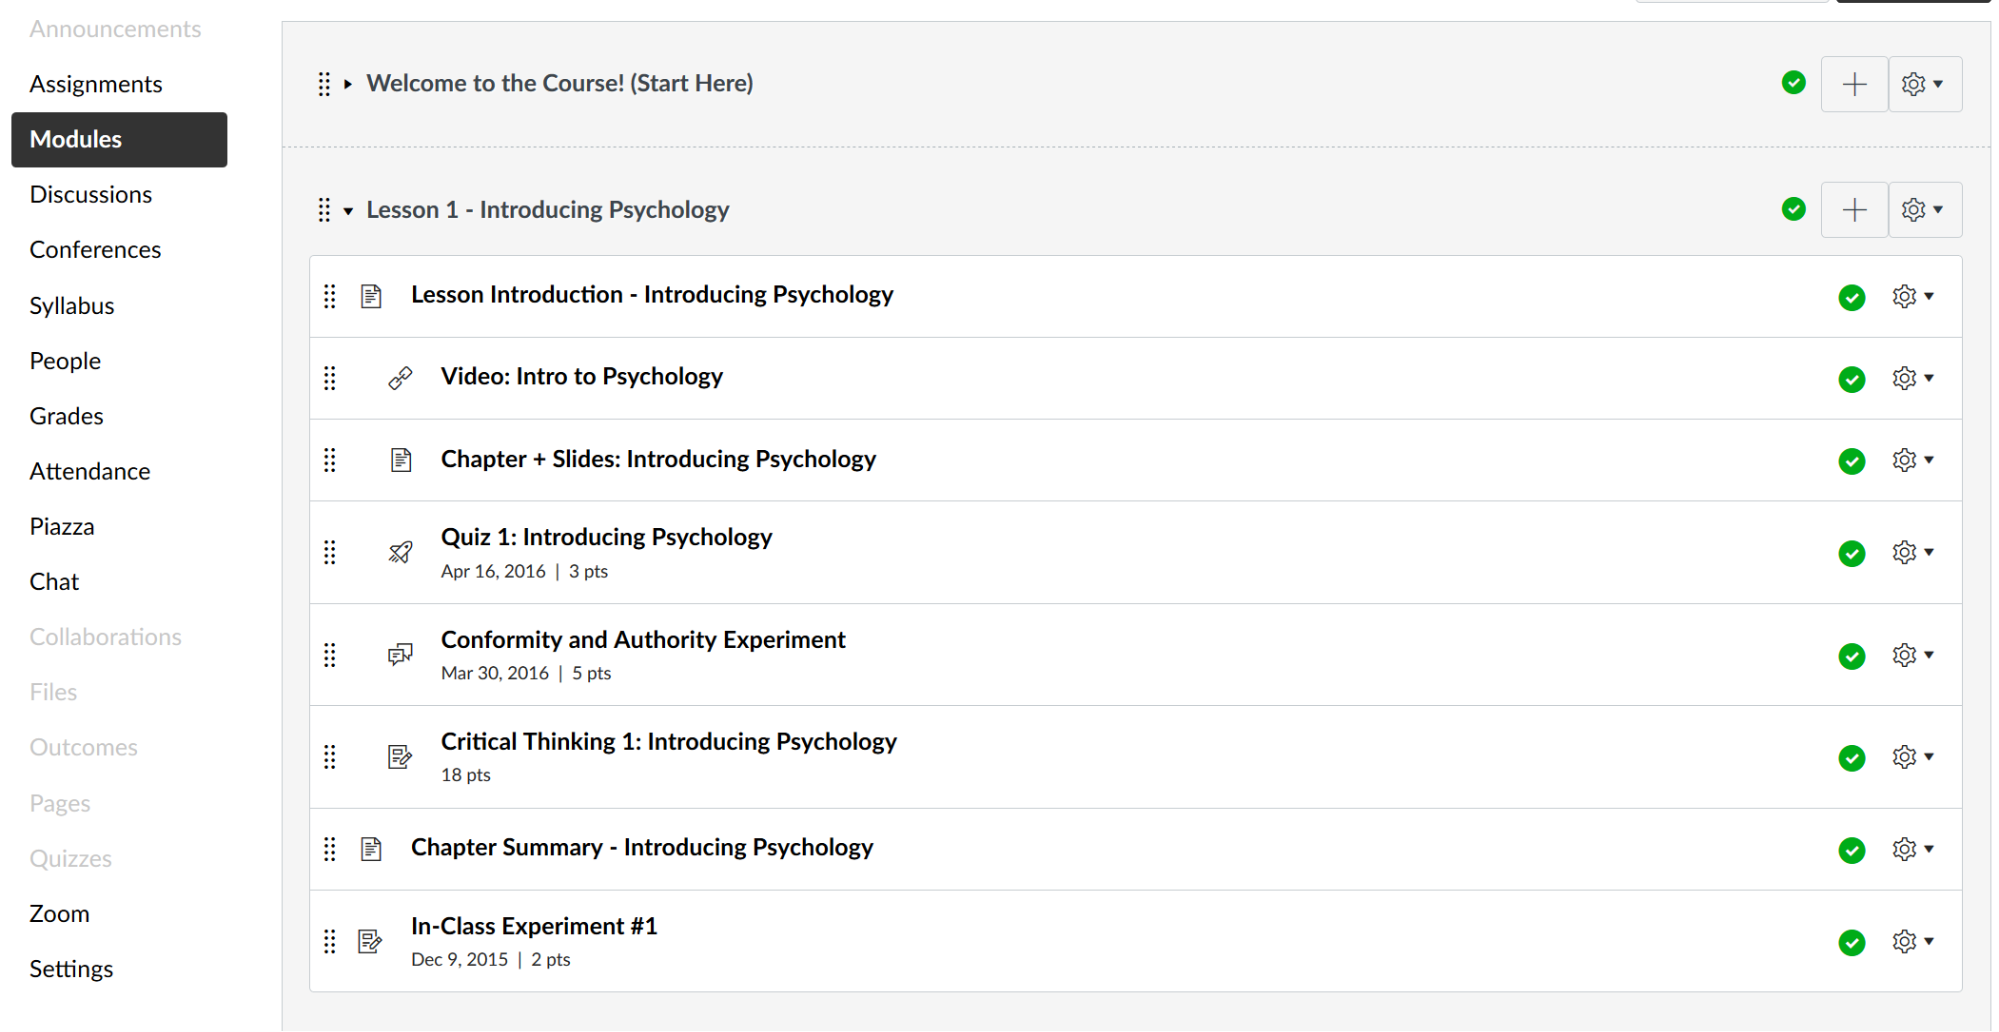 Announcements
Assignments
Modules
Discussions
Conferences
Syllabus
People
Grades
Attendance
Piazza
Chat
Collaborations
Files
Outcomes
Pages
Quizzes
Zoom
Settings
Welcome to the Course! (Start Here)
Lesson 1 - Introducing Psychology
Lesson Introduction - Introducing Psychology
Video: Intro to Psychology
Chapter + Slides: Introducing Psychology
Quiz 1: Introducing Psychology
Apr 16, 2016 | 3 pts
Conformity and Authority Experiment
Mar 30, 2016 | 5 pts
Critical Thinking 1: Introducing Psychology
18 pts
Chapter Summary - Introducing Psychology
In-Class Experiment #1
Dec 9, 2015 | 2 pts